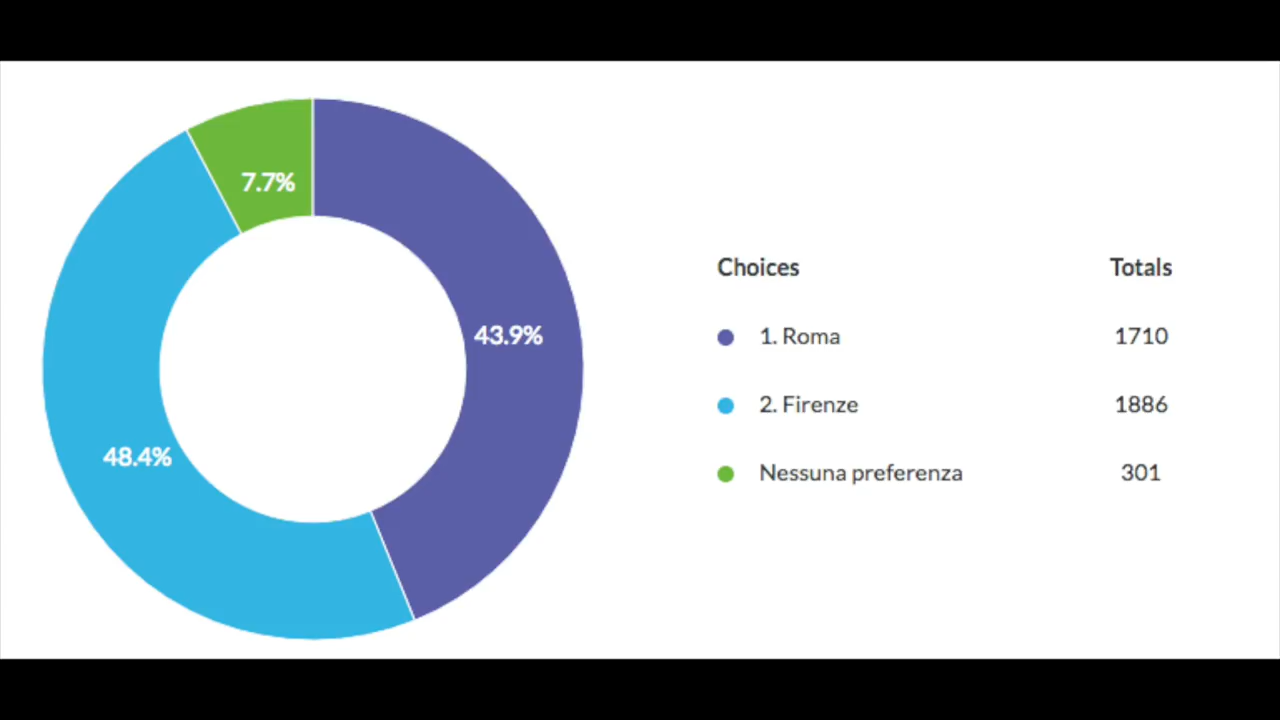 7.7%
43.9%
48.4%
Choices Totals
1. Roma 1710
2. Firenze 1886
Nessuna preferenza 301